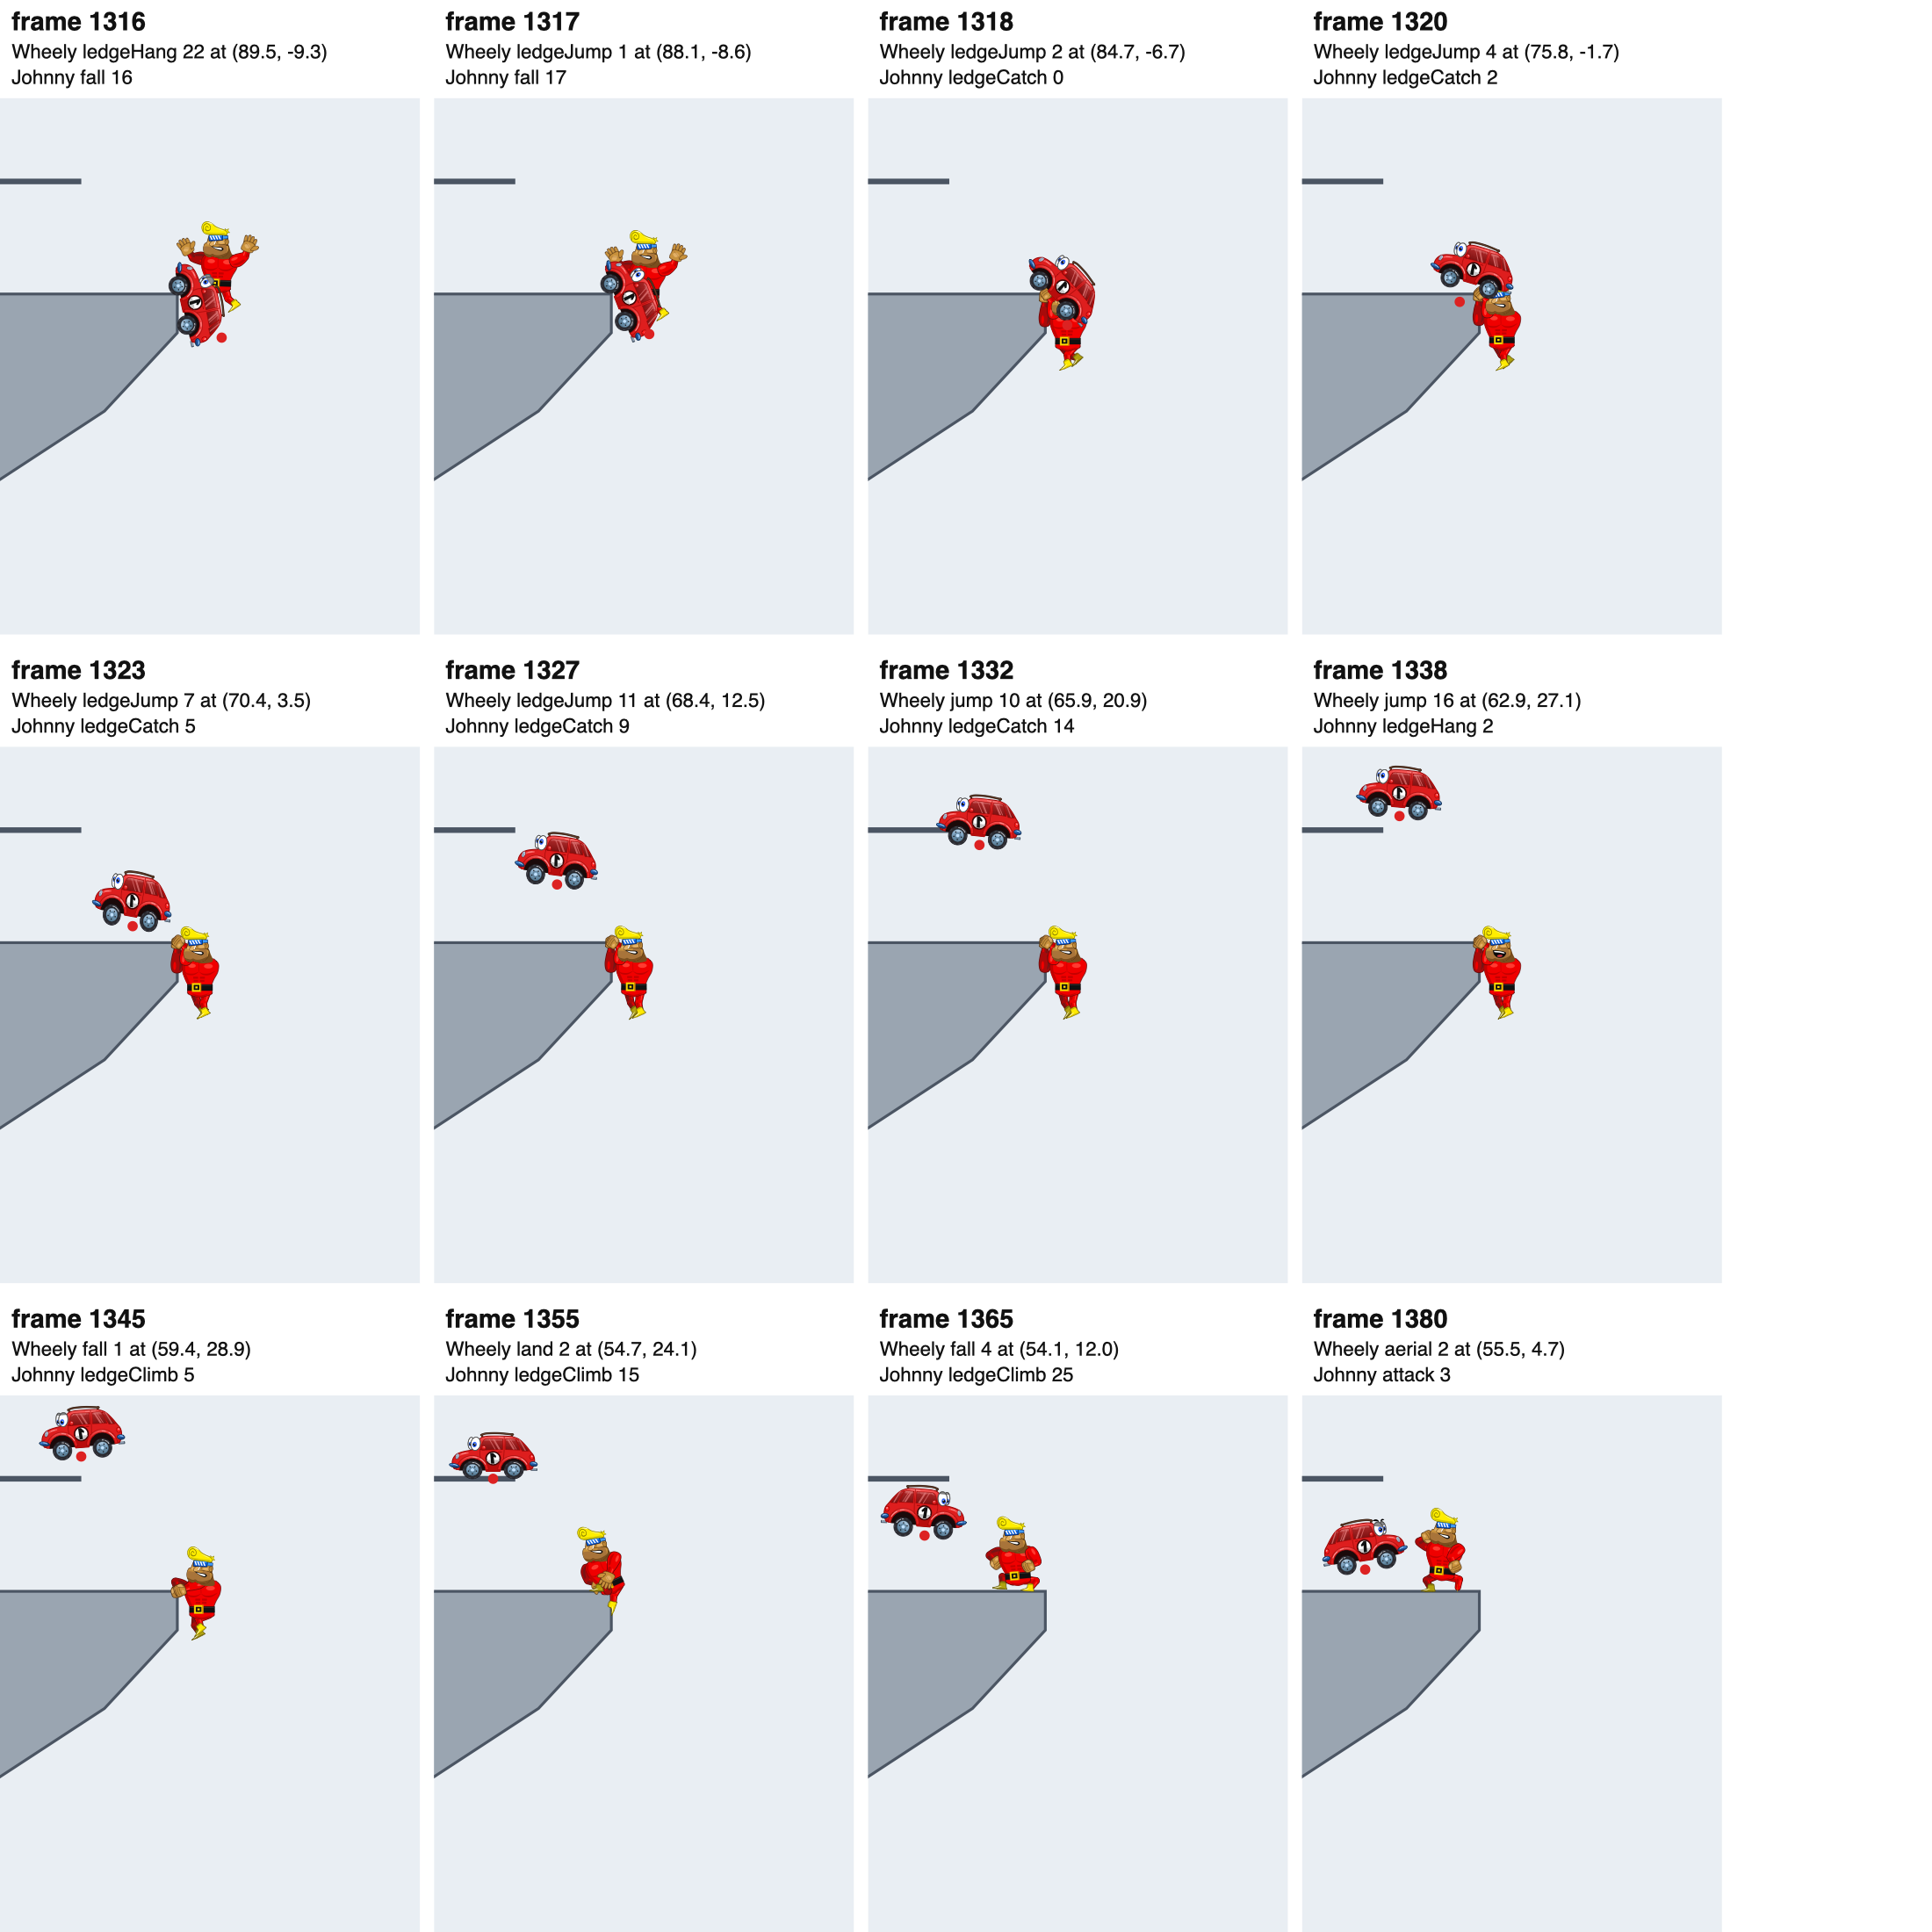 frame 1316
Wheely ledgeHang 22 at (89.5, -9.3)
Johnny fall 16
frame 1317
Wheely ledgeJump 1 at (88.1, -8.6)
Johnny fall 17
frame 1318
Wheely ledgeJump 2 at (84.7, -6.7)
Johnny ledgeCatch 0
frame 1320
Wheely ledgeJump 4 at (75.8, -1.7)
Johnny ledgeCatch 2
frame 1323
Wheely ledgeJump 7 at (70.4, 3.5)
Johnny ledgeCatch 5
frame 1327
Wheely ledgeJump 11 at (68.4, 12.5)
Johnny ledgeCatch 9
frame 1332
Wheely jump 10 at (65.9, 20.9)
Johnny ledgeCatch 14
frame 1338
Wheely jump 16 at (62.9, 27.1)
Johnny ledgeHang 2
frame 1345
Wheely fall 1 at (59.4, 28.9)
Johnny ledgeClimb 5
frame 1355
Wheely land 2 at (54.7, 24.1)
Johnny ledgeClimb 15
frame 1365
Wheely fall 4 at (54.1, 12.0)
Johnny ledgeClimb 25
frame 1380
Wheely aerial 2 at (55.5, 4.7)
Johnny attack 3